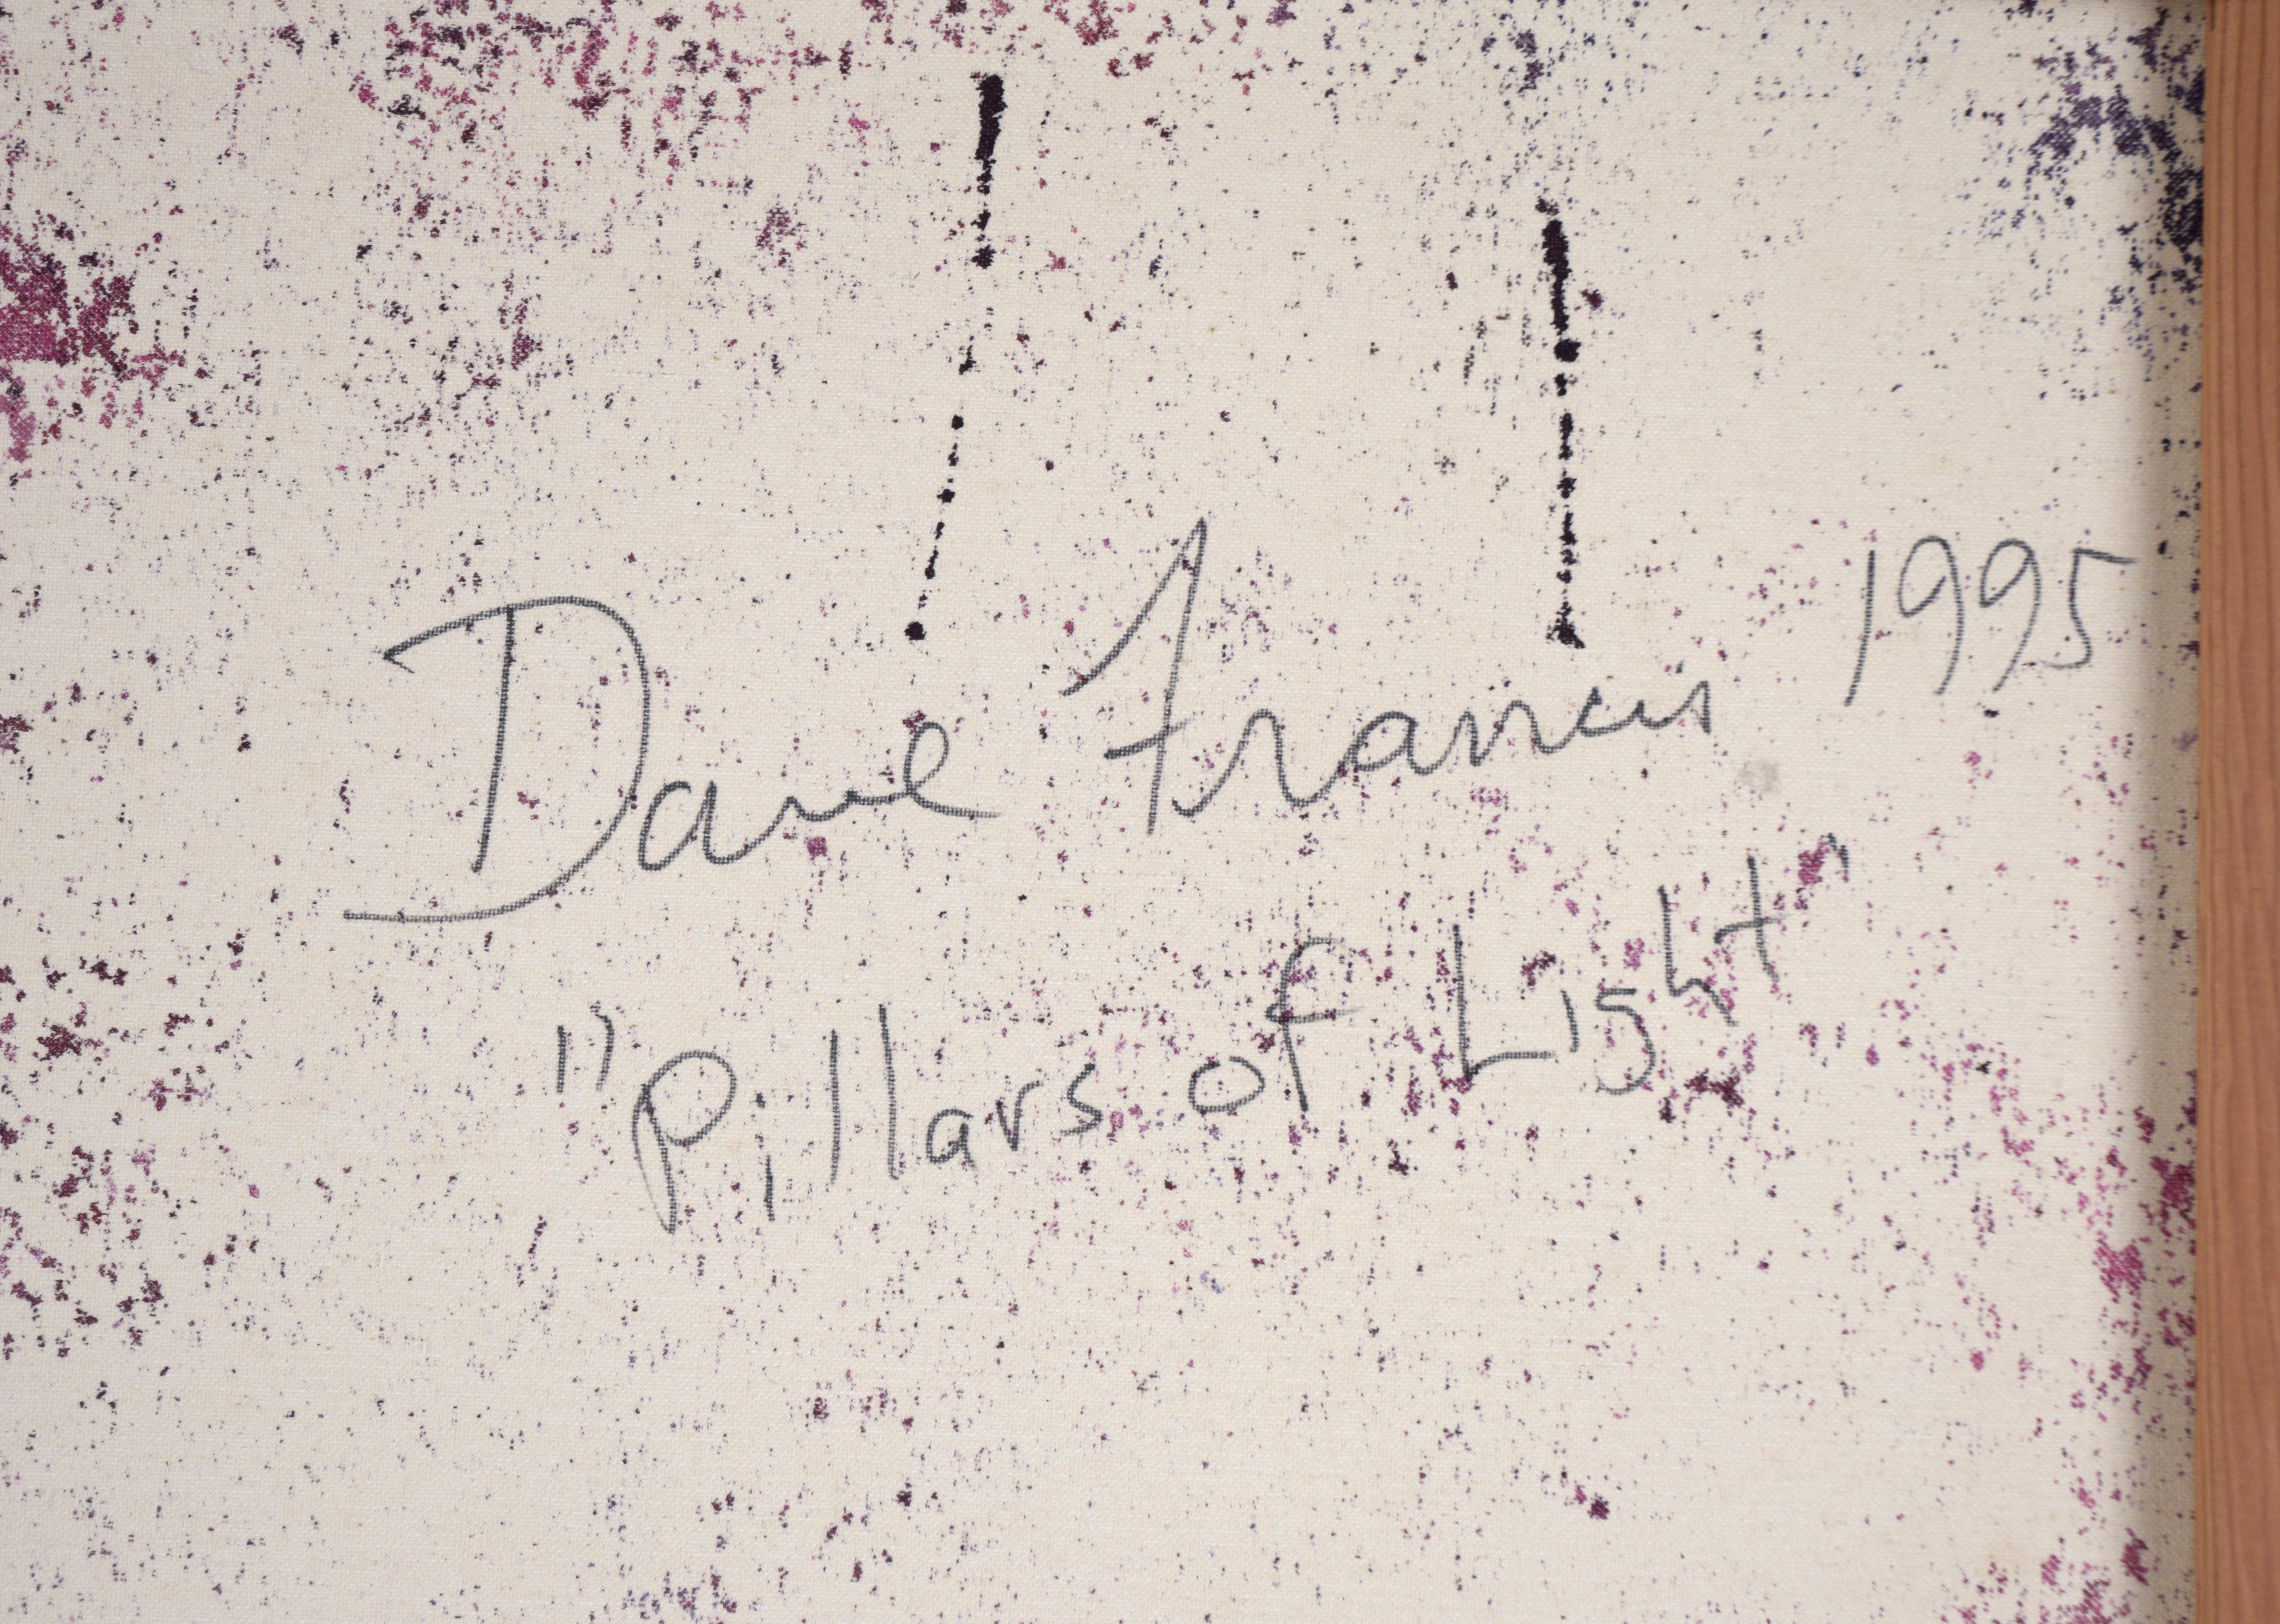 Dave Francis 1995
"Pillars of Light"